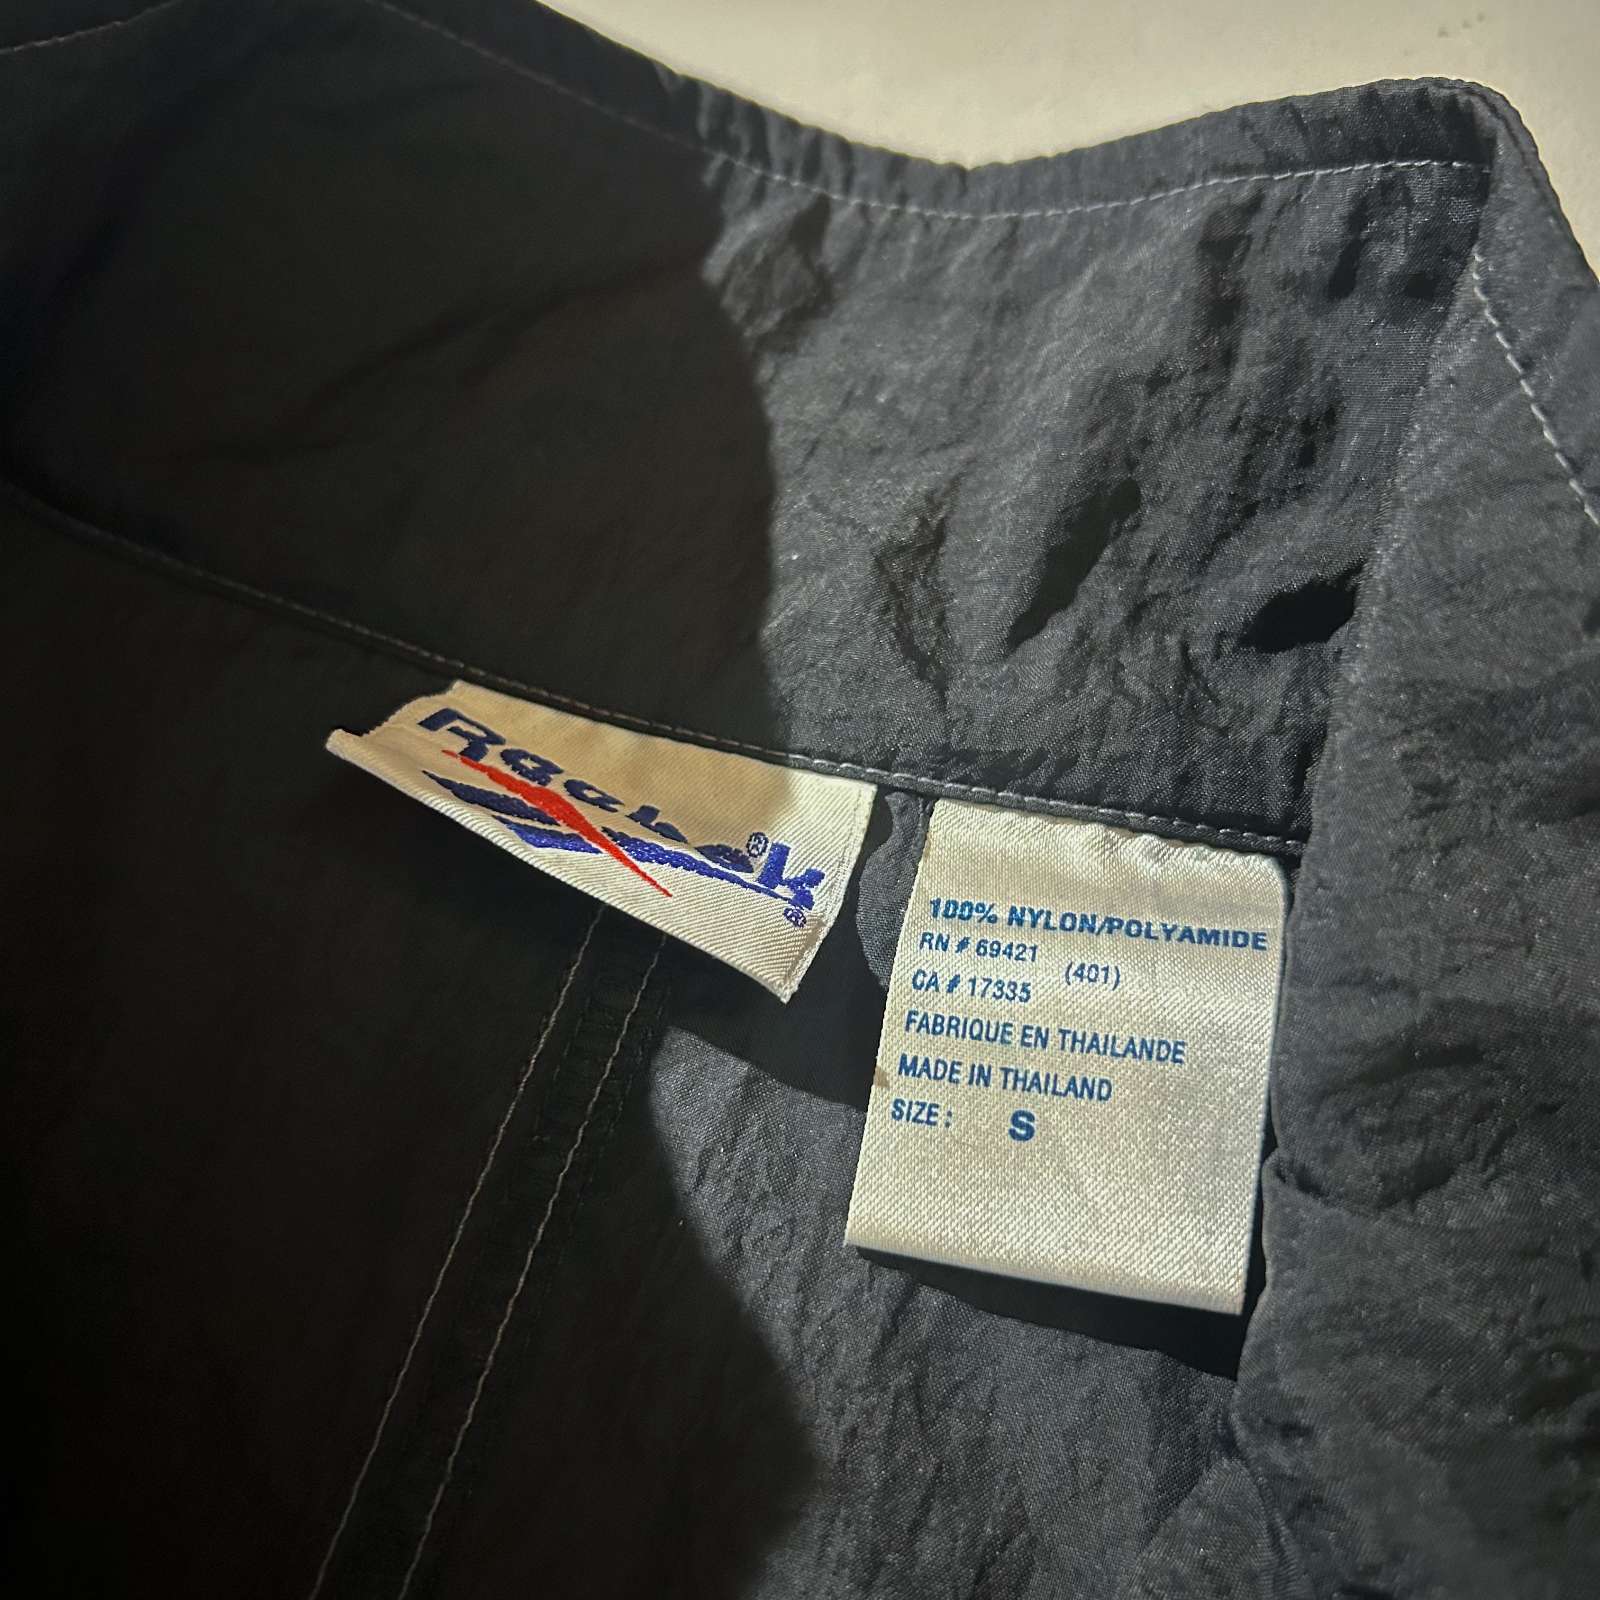 Reebok®
®
100% NYLON/POLYAMIDE
RN # 69421 (401)
CA # 17335
FABRIQUE EN THAILANDE
MADE IN THAILAND
SIZE : S